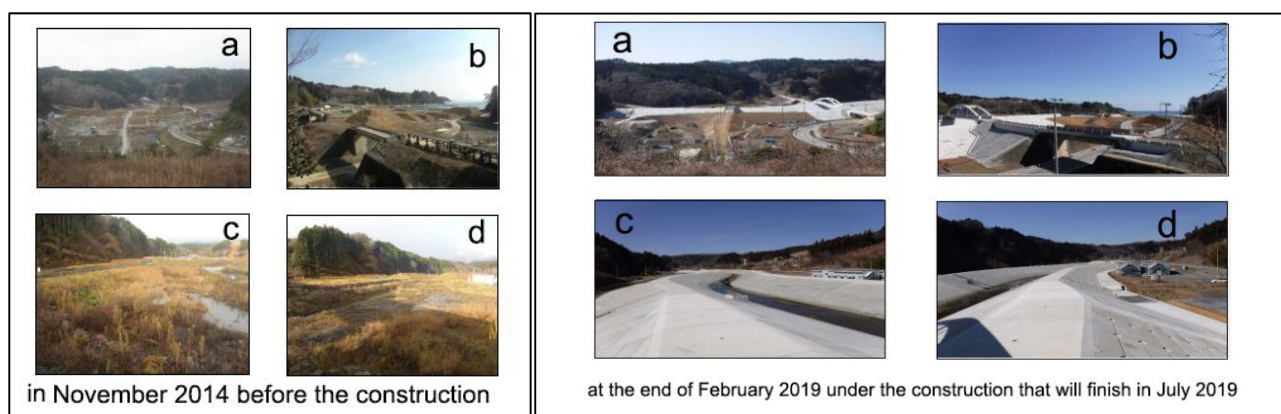 a
b
c
d
in November 2014 before the construction
a
b
c
d
at the end of February 2019 under the construction that will finish in July 2019